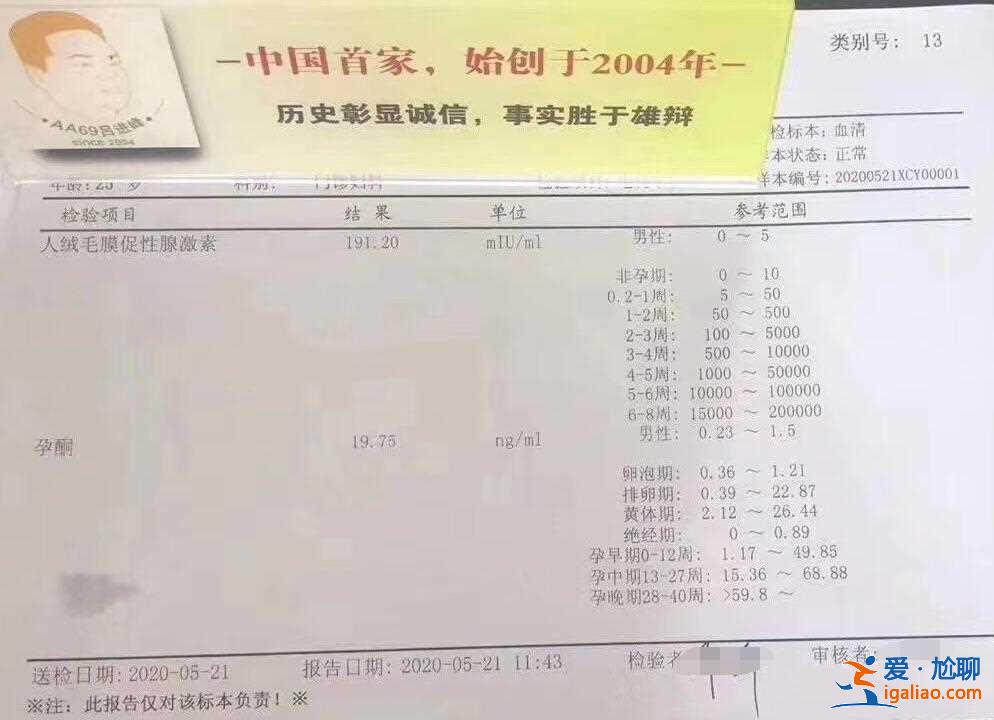 类别号: 13
-中国首家，始创于2004年-
历史彰显诚信，事实胜于雄辩
AA69吕进峰
SINCE 2004
检标本: 血清
本状态: 正常
年龄: 25 岁 科别: 门诊妇科 样本编号: 20200521XCY00001
检验项目 结果 单位 参考范围
人绒毛膜促性腺激素 191.20 mIU/ml 男性: 0 ~ 5
非孕期: 0 ~ 10
0.2-1周: 5 ~ 50
1-2周: 50 ~ 500
2-3周: 100 ~ 5000
3-4周: 500 ~ 10000
4-5周: 1000 ~ 50000
5-6周: 10000 ~ 100000
6-8周: 15000 ~ 200000
孕酮 19.75 ng/ml 男性: 0.23 ~ 1.5
卵泡期: 0.36 ~ 1.21
排卵期: 0.39 ~ 22.87
黄体期: 2.12 ~ 26.44
绝经期: 0 ~ 0.89
孕早期0-12周: 1.17 ~ 49.85
孕中期13-27周: 15.36 ~ 68.88
孕晚期28-40周: >59.8 ~
送检日期: 2020-05-21 报告日期: 2020-05-21 11:43 检验者 审核者:
※注: 此报告仅对该标本负责！※
爱·尬聊
igaliao.com